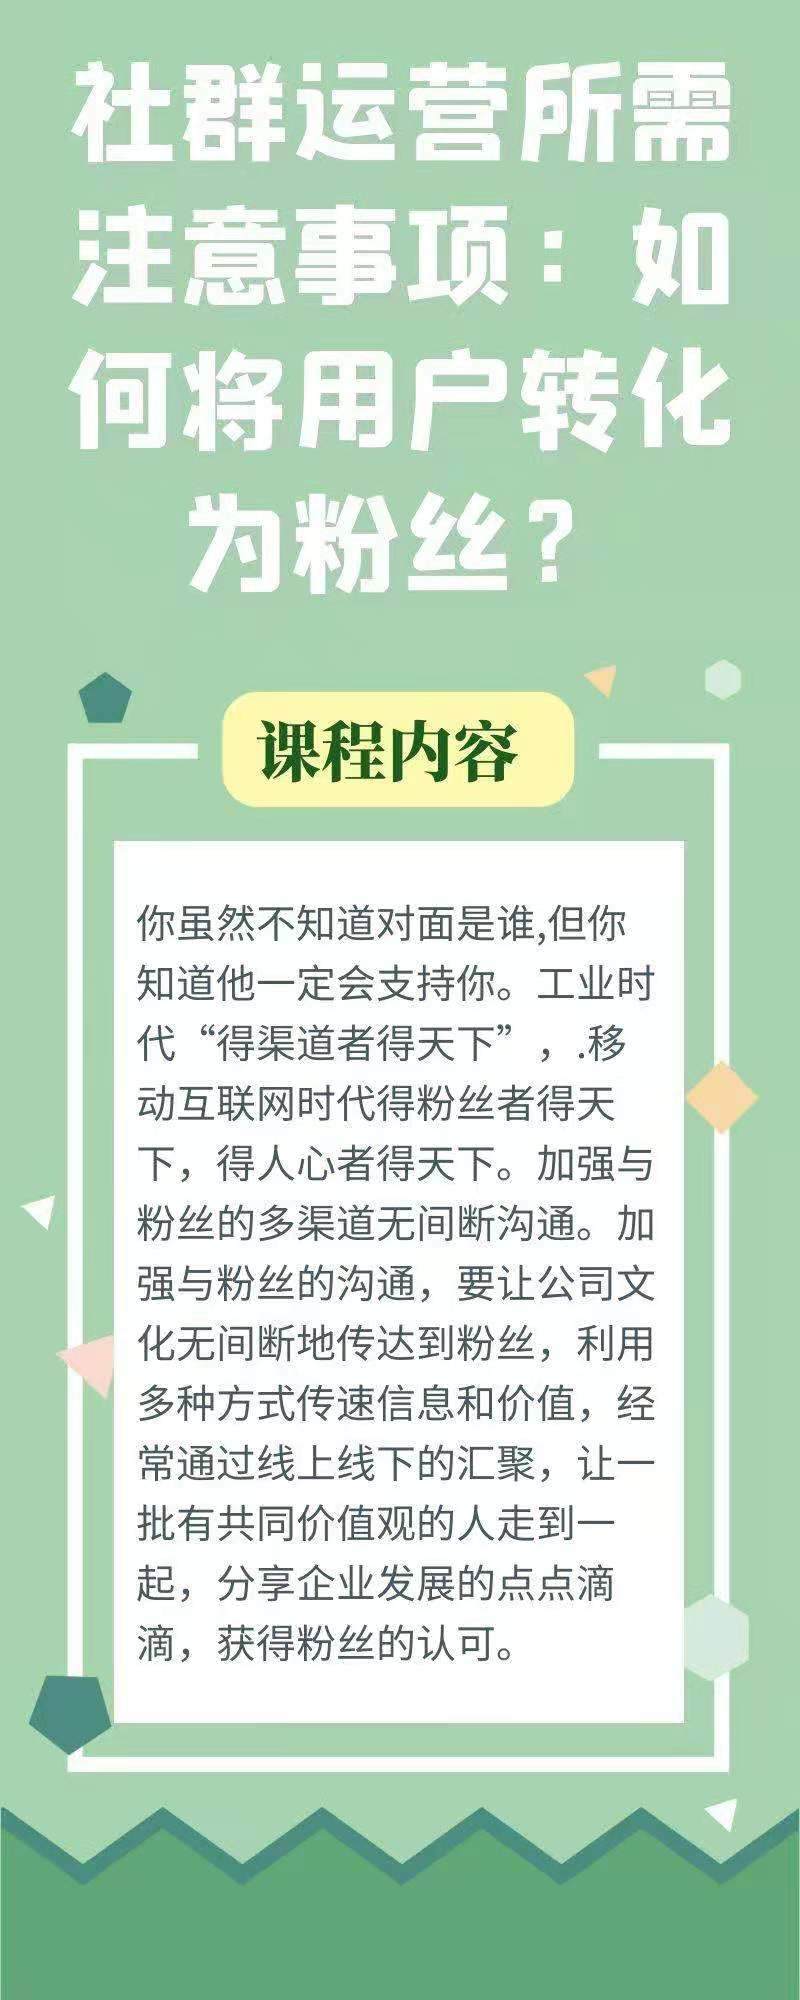 社群运营所需
注意事项：如
何将用户转化
为粉丝？
课程内容
你虽然不知道对面是谁,但你
知道他一定会支持你。工业时
代“得渠道者得天下”，.移
动互联网时代得粉丝者得天
下，得人心者得天下。加强与
粉丝的多渠道无间断沟通。加
强与粉丝的沟通，要让公司文
化无间断地传达到粉丝，利用
多种方式传速信息和价值，经
常通过线上线下的汇聚，让一
批有共同价值观的人走到一
起，分享企业发展的点点滴
滴，获得粉丝的认可。